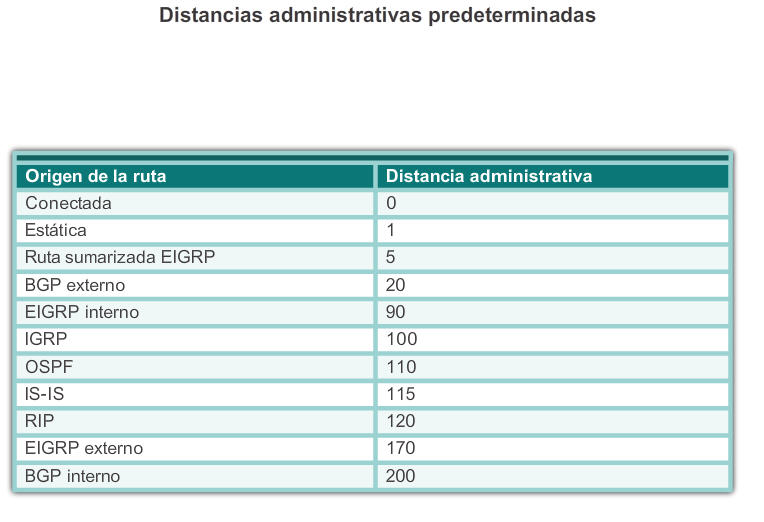 Distancias administrativas predeterminadas
Origen de la ruta Distancia administrativa
Conectada 0
Estática 1
Ruta sumarizada EIGRP 5
BGP externo 20
EIGRP interno 90
IGRP 100
OSPF 110
IS-IS 115
RIP 120
EIGRP externo 170
BGP interno 200